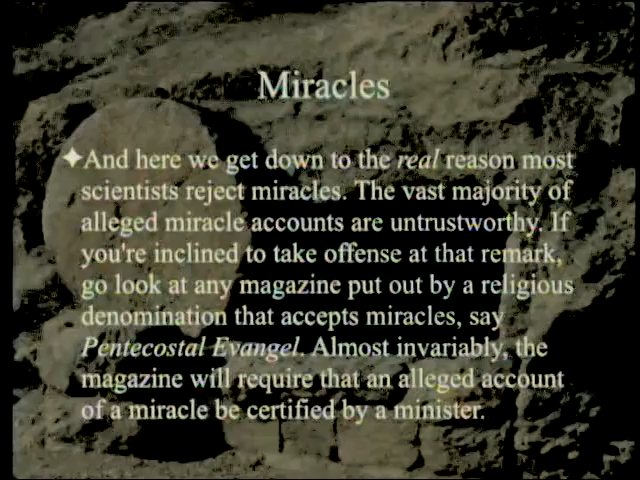 Miracles
✦And here we get down to the real reason most
scientists reject miracles. The vast majority of
alleged miracle accounts are untrustworthy. If
you're inclined to take offense at that remark,
go look at any magazine put out by a religious
denomination that accepts miracles, say
Pentecostal Evangel. Almost invariably, the
magazine will require that an alleged account
of a miracle be certified by a minister.